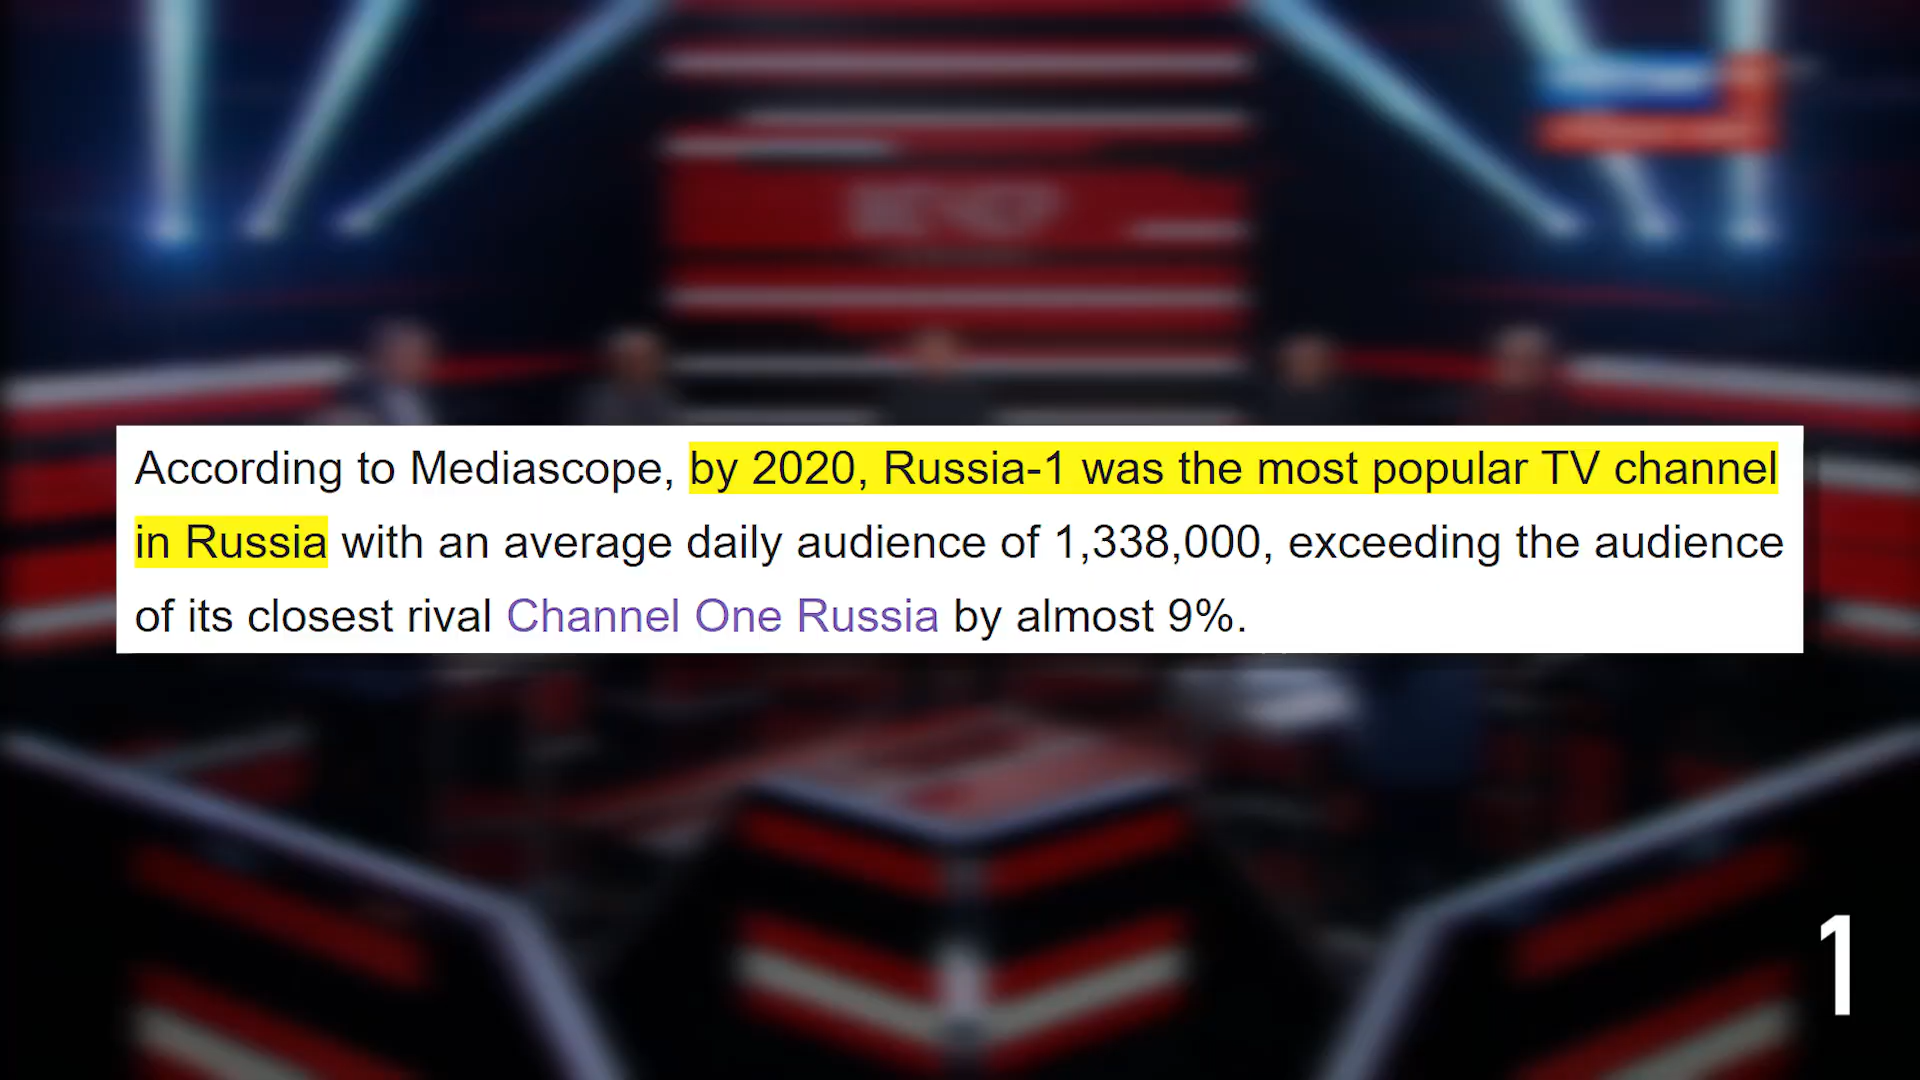 According to Mediascope, by 2020, Russia-1 was the most popular TV channel
in Russia with an average daily audience of 1,338,000, exceeding the audience
of its closest rival Channel One Russia by almost 9%.
1